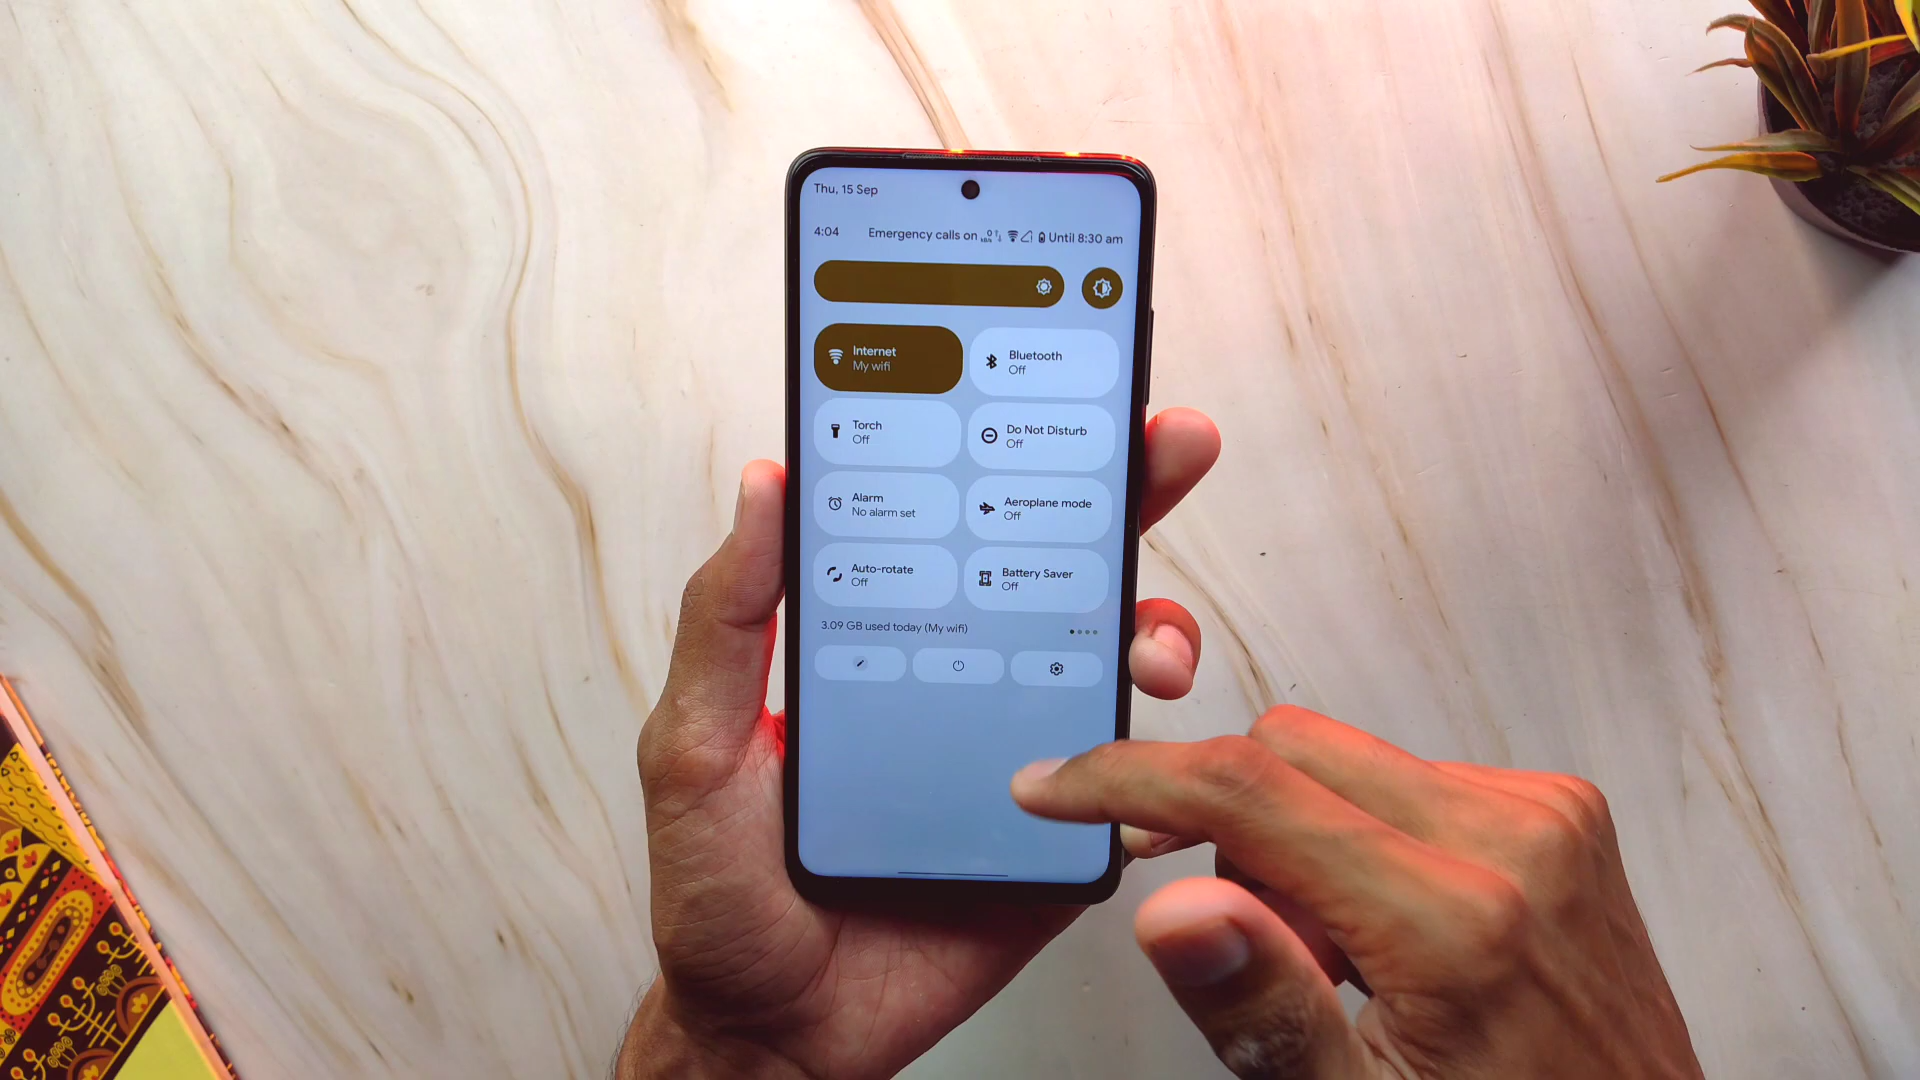 Thu, 15 Sep
4:04 Emergency calls on 0 kB/s Until 8:30 am
Internet
My wifi
Bluetooth
Off
Torch
Off
Do Not Disturb
Off
Alarm
No alarm set
Aeroplane mode
Off
Auto-rotate
Off
Battery Saver
Off
3.09 GB used today (My wifi)